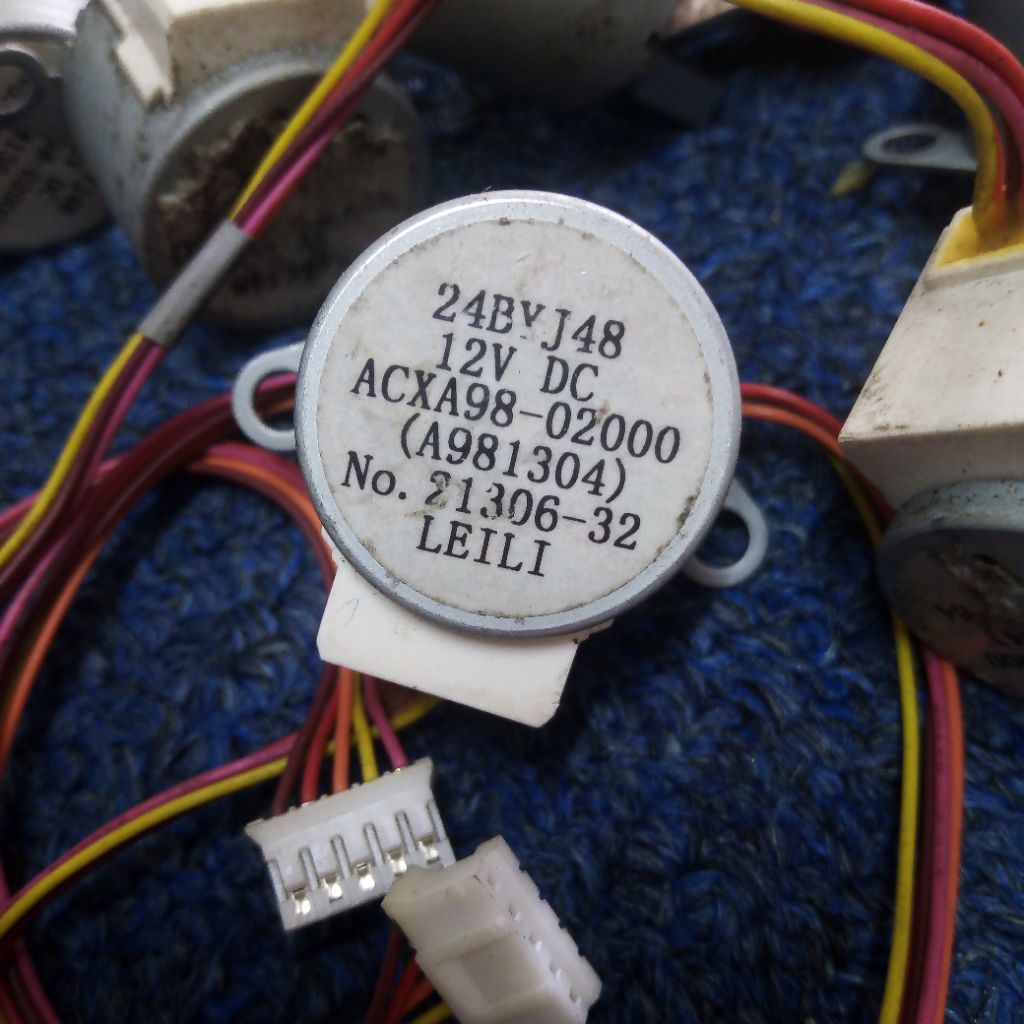 24BYJ48
12V DC
ACXA98-02000
(A981304)
No. 21306-32
LEILI